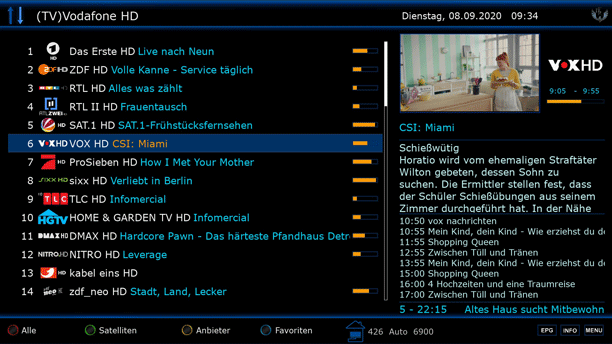 (TV)Vodafone HD
Dienstag, 08.09.2020 09:34
1 Das Erste HD Live nach Neun
2 ZDF HD Volle Kanne - Service täglich
3 RTL HD Alles was zählt
4 RTL II HD Frauentausch
5 SAT.1 HD SAT.1-Frühstücksfernsehen
6 VOX HD CSI: Miami
7 ProSieben HD How I Met Your Mother
8 sixx HD Verliebt in Berlin
9 TLC HD Infomercial
10 HOME & GARDEN TV HD Infomercial
11 DMAX HD Hardcore Pawn - Das härteste Pfandhaus Detr
12 NITRO HD Leverage
13 kabel eins HD
14 zdf_neo HD Stadt, Land, Lecker
VOX HD
9:05 - 9:55
CSI: Miami
Schießwütig
Horatio wird vom ehemaligen Straftäter
Wilton gebeten, dessen Sohn zu
suchen. Die Ermittler stellen fest, dass
der Schüler Schießübungen aus seinem
Zimmer durchgeführt hat. In der Nähe
10:50 vox nachrichten
10:55 Mein Kind, dein Kind - Wie erziehst du d
11:55 Shopping Queen
12:55 Zwischen Tüll und Tränen
13:55 Mein Kind, dein Kind - Wie erziehst du de
15:00 Shopping Queen
16:00 4 Hochzeiten und eine Traumreise
17:00 Zwischen Tüll und Tränen
5 - 22:15 Altes Haus sucht Mitbewohn
Alle Satelliten Anbieter Favoriten 426 Auto 6900 EPG INFO MENU